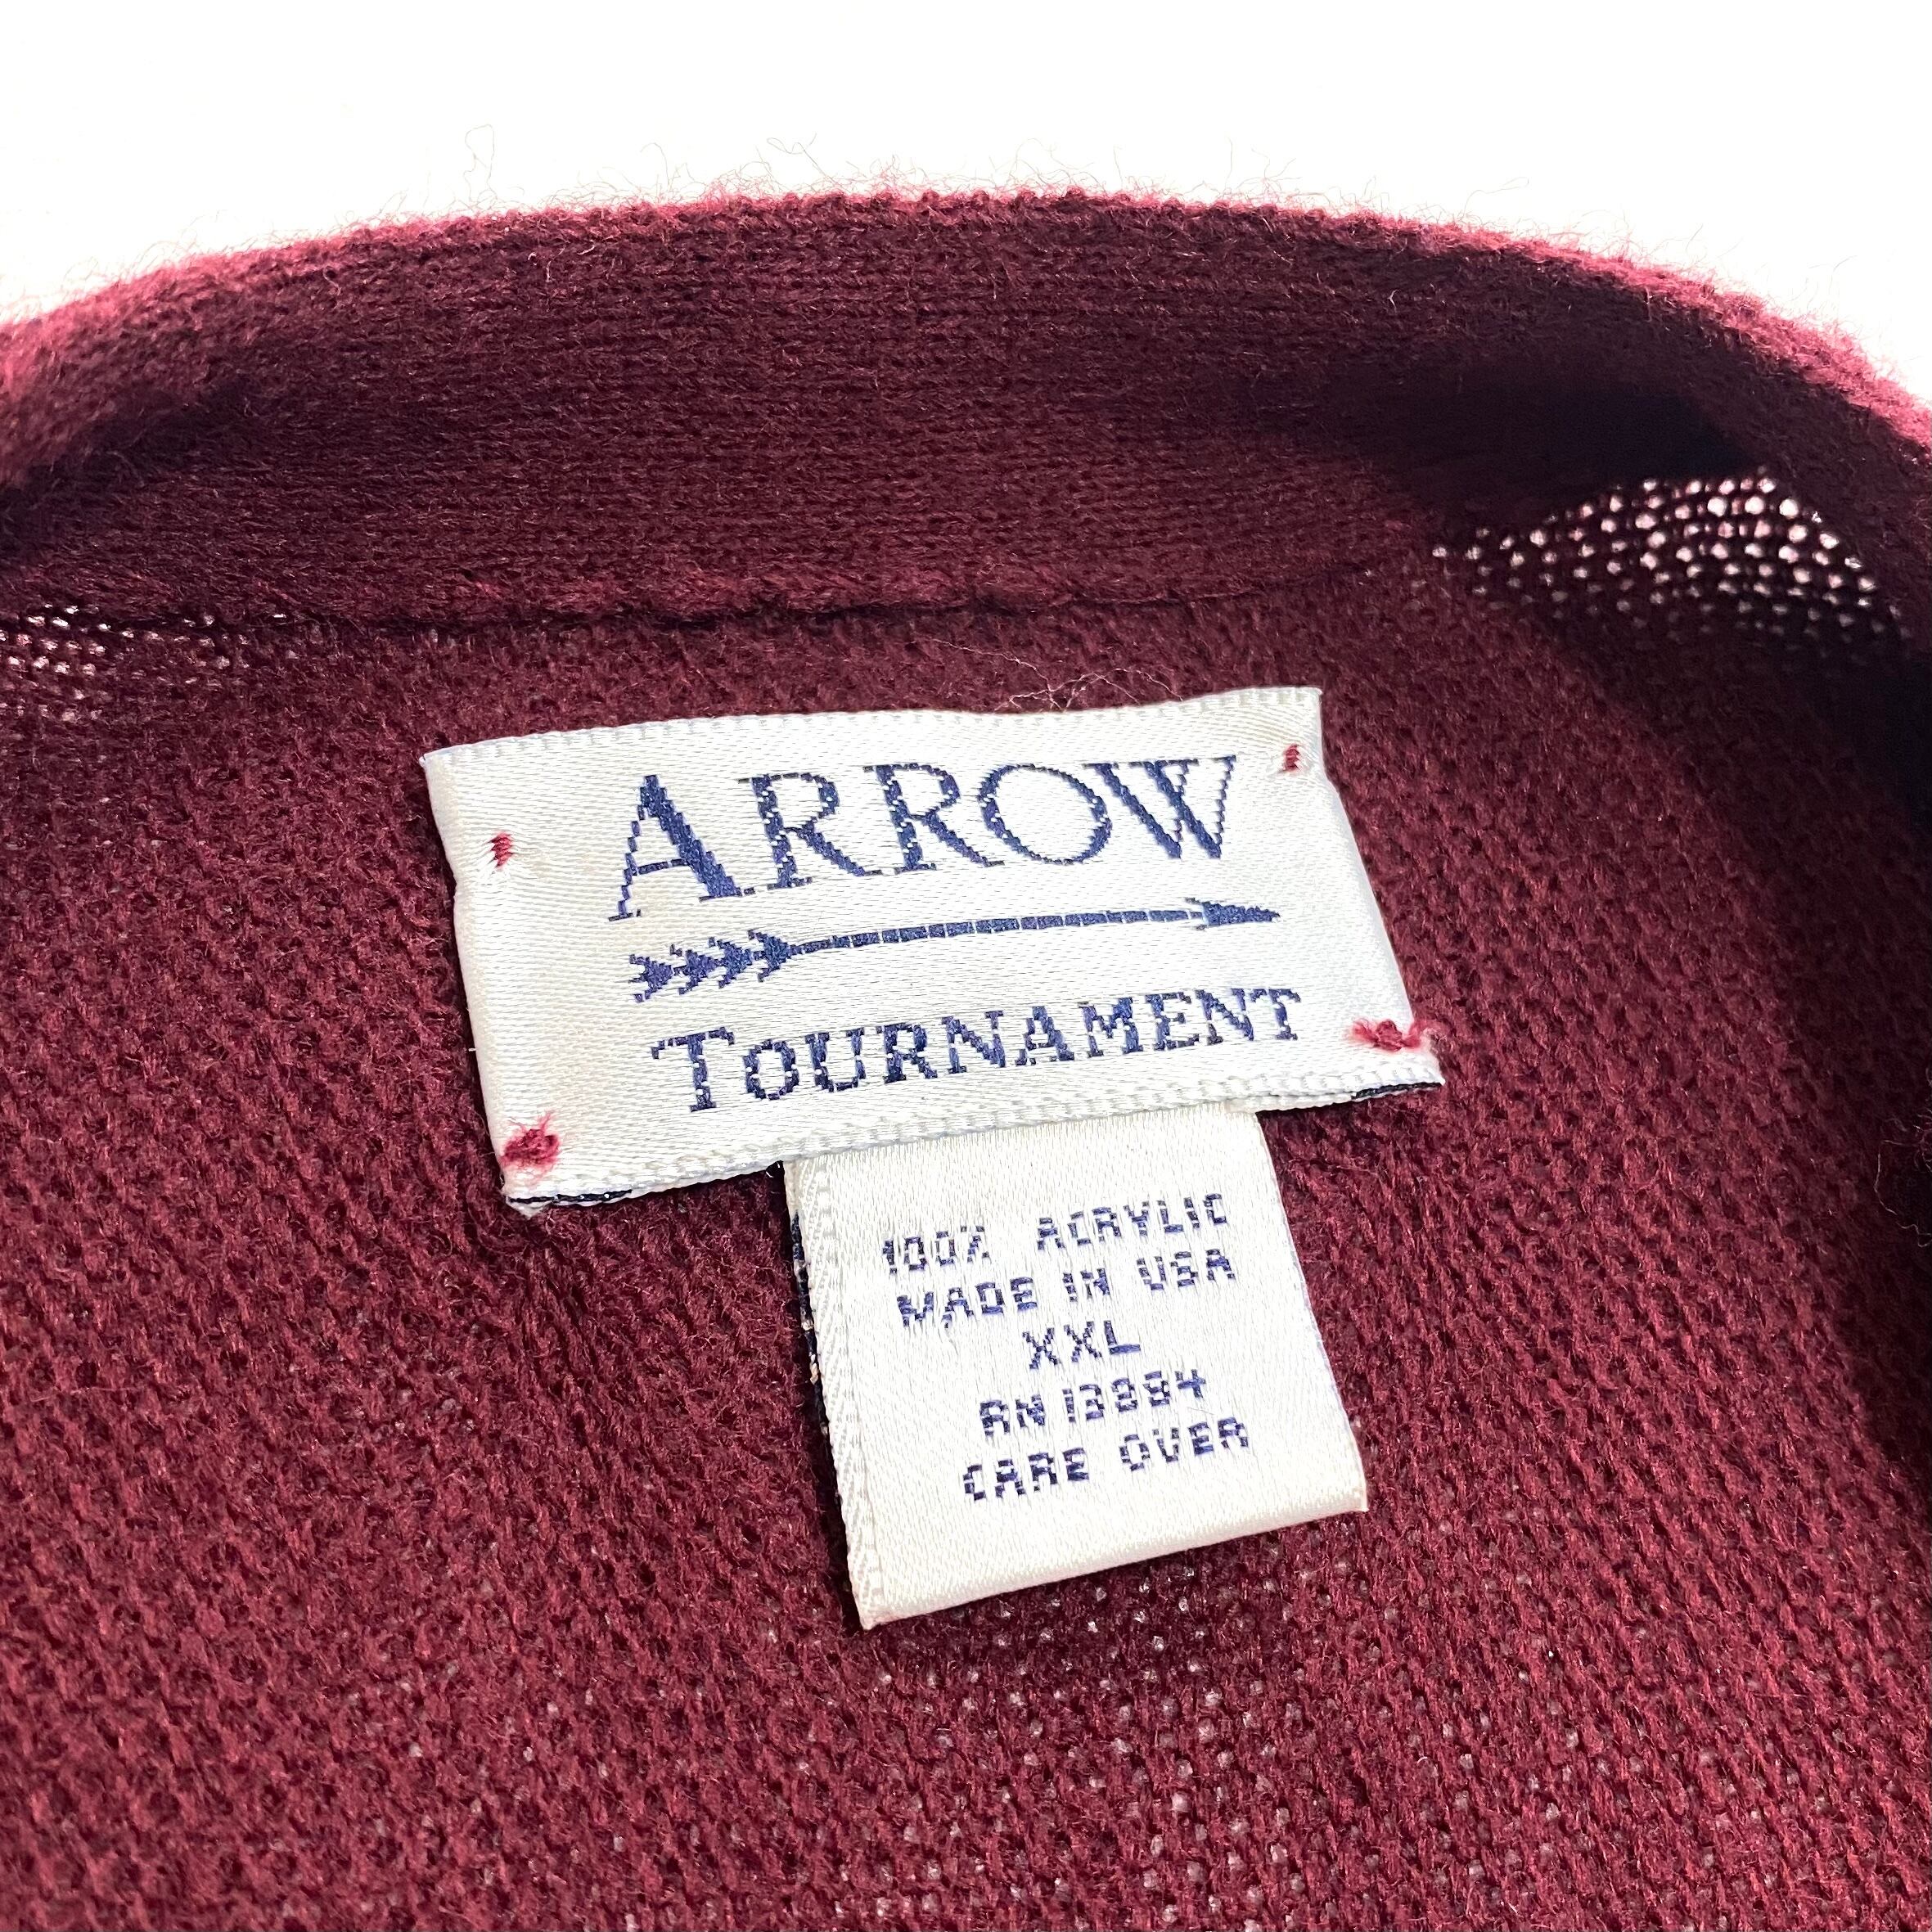 ARROW
TOURNAMENT
100% ACRYLIC
MADE IN USA
XXL
RN 13884
CARE OVER